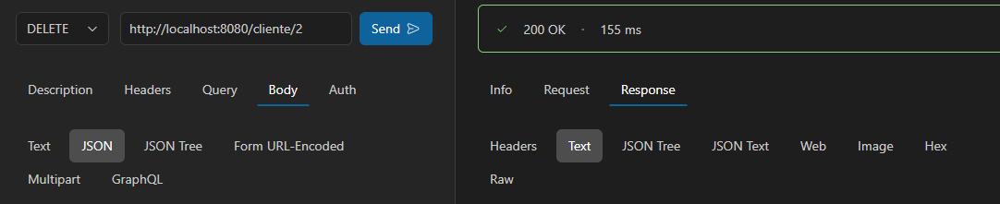 DELETE http://localhost:8080/cliente/2 Send
Description Headers Query Body Auth
Text JSON JSON Tree Form URL-Encoded
Multipart GraphQL
200 OK · 155 ms
Info Request Response
Headers Text JSON Tree JSON Text Web Image Hex
Raw